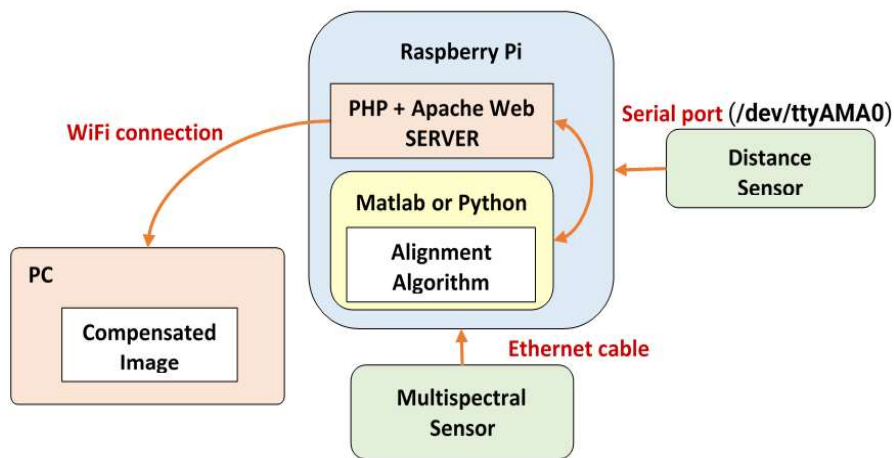 Raspberry Pi
PHP + Apache Web
SERVER
WiFi connection
Serial port (/dev/ttyAMA0)
Distance
Sensor
Matlab or Python
Alignment
Algorithm
PC
Compensated
Image
Ethernet cable
Multispectral
Sensor